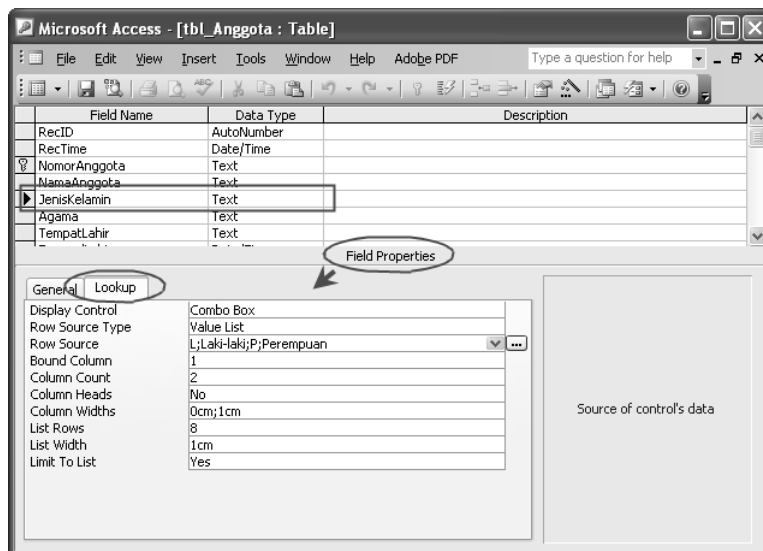 Microsoft Access - [tbl_Anggota : Table]
File Edit View Insert Tools Window Help Adobe PDF Type a question for help
ABC
Field Name Data Type Description
RecID AutoNumber
RecTime Date/Time
NomorAnggota Text
NamaAnggota Text
JenisKelamin Text
Agama Text
TempatLahir Text
Field Properties
General Lookup
Display Control Combo Box
Row Source Type Value List
Row Source L;Laki-laki;P;Perempuan ...
Bound Column 1
Column Count 2
Column Heads No
Column Widths 0cm;1cm
List Rows 8
List Width 1cm
Limit To List Yes
Source of control's data